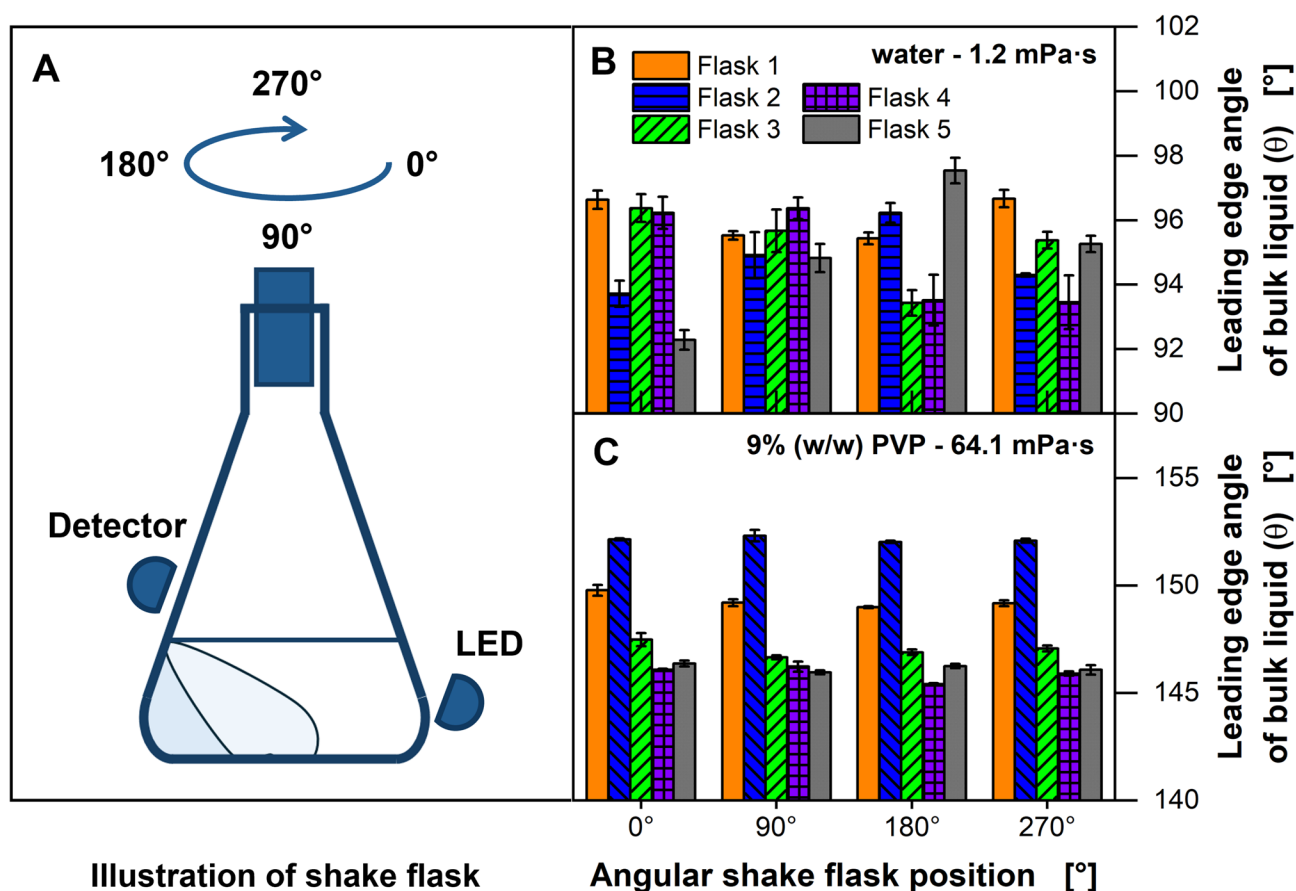 A
270°
180°
0°
90°
Detector
LED
Illustration of shake flask
B
water - 1.2 mPa·s
Flask 1
Flask 2
Flask 3
Flask 4
Flask 5
102
100
98
96
94
92
90
Leading edge angle
of bulk liquid (θ) [°]
C
9% (w/w) PVP - 64.1 mPa·s
155
150
145
140
Leading edge angle
of bulk liquid (θ) [°]
0°
90°
180°
270°
Angular shake flask position [°]